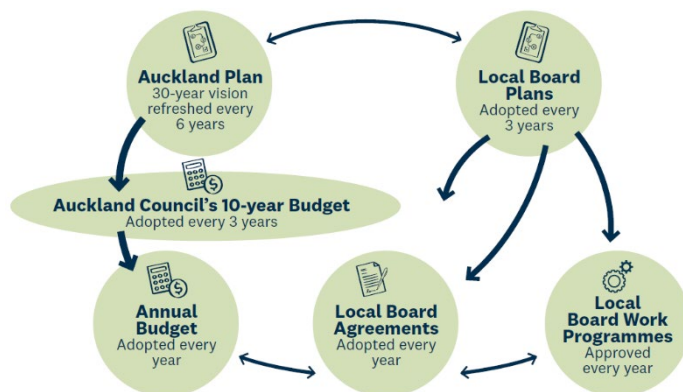 Auckland Plan
30-year vision
refreshed every
6 years
Local Board
Plans
Adopted every
3 years
Auckland Council's 10-year Budget
Adopted every 3 years
$
Annual
Budget
Adopted every
year
$
Local Board
Agreements
Adopted every
year
Local
Board Work
Programmes
Approved
every year